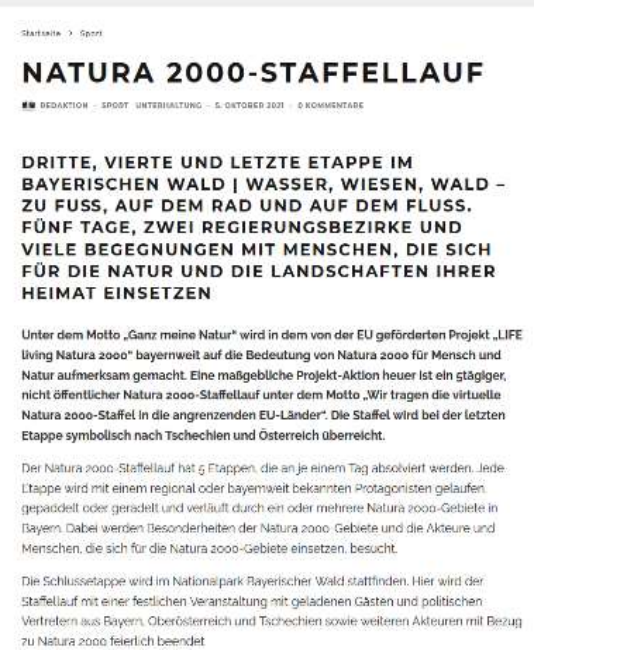 Startseite > Sport
NATURA 2000-STAFFELLAUF
REDAKTION - SPORT UNTERHALTUNG - 5. OKTOBER 2021 - 0 KOMMENTARE
DRITTE, VIERTE UND LETZTE ETAPPE IM
BAYERISCHEN WALD | WASSER, WIESEN, WALD –
ZU FUSS, AUF DEM RAD UND AUF DEM FLUSS.
FÜNF TAGE, ZWEI REGIERUNGSBEZIRKE UND
VIELE BEGEGNUNGEN MIT MENSCHEN, DIE SICH
FÜR DIE NATUR UND DIE LANDSCHAFTEN IHRER
HEIMAT EINSETZEN
Unter dem Motto „Ganz meine Natur“ wird in dem von der EU geförderten Projekt „LIFE
living Natura 2000“ bayernweit auf die Bedeutung von Natura 2000 für Mensch und
Natur aufmerksam gemacht. Eine maßgebliche Projekt-Aktion heuer ist ein 5tägiger,
nicht öffentlicher Natura 2000-Staffellauf unter dem Motto „Wir tragen die virtuelle
Natura 2000-Staffel in die angrenzenden EU-Länder“. Die Staffel wird bei der letzten
Etappe symbolisch nach Tschechien und Österreich überreicht.
Der Natura 2000-Staffellauf hat 5 Etappen, die an je einem Tag absolviert werden. Jede
Etappe wird mit einem regional oder bayernweit bekannten Protagonisten gelaufen,
gepaddelt oder geradelt und verläuft durch ein oder mehrere Natura 2000-Gebiete in
Bayern. Dabei werden Besonderheiten der Natura 2000-Gebiete und die Akteure und
Menschen, die sich für die Natura 2000-Gebiete einsetzen, besucht.
Die Schlussetappe wird im Nationalpark Bayerischer Wald stattfinden. Hier wird der
Staffellauf mit einer festlichen Veranstaltung mit geladenen Gästen und politischen
Vertretern aus Bayern, Oberösterreich und Tschechien sowie weiteren Akteuren mit Bezug
zu Natura 2000 feierlich beendet